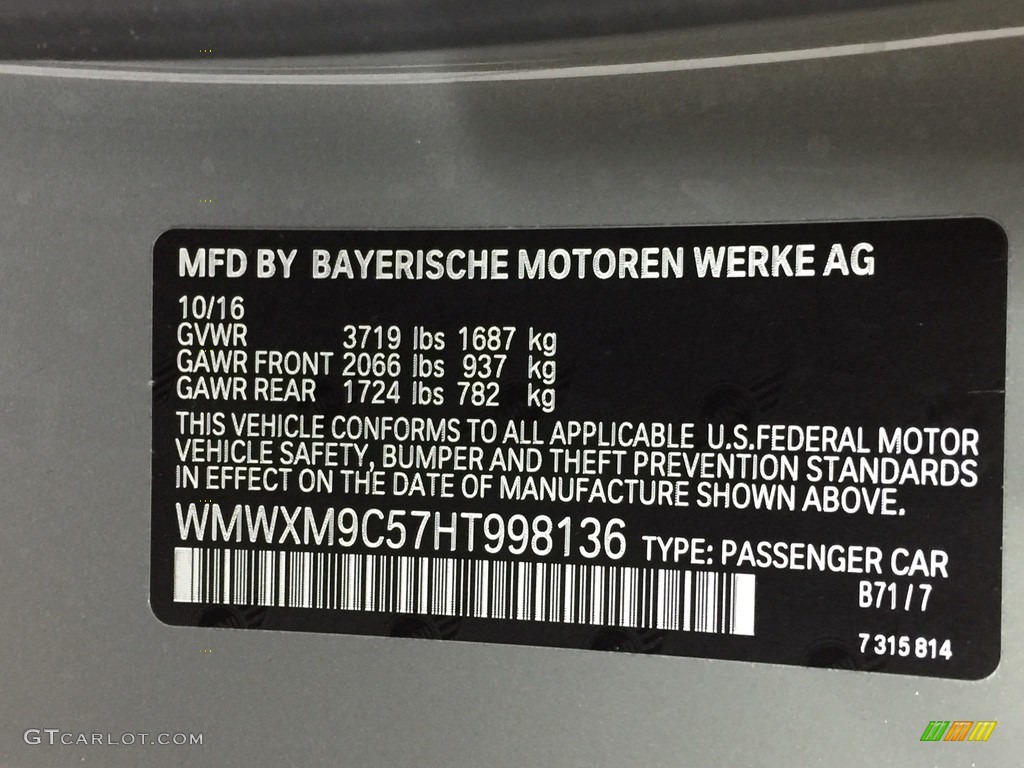 MFD BY BAYERISCHE MOTOREN WERKE AG
10/16
GVWR 3719 lbs 1687 kg
GAWR FRONT 2066 lbs 937 kg
GAWR REAR 1724 lbs 782 kg
THIS VEHICLE CONFORMS TO ALL APPLICABLE U.S.FEDERAL MOTOR
VEHICLE SAFETY, BUMPER AND THEFT PREVENTION STANDARDS
IN EFFECT ON THE DATE OF MANUFACTURE SHOWN ABOVE.
WMWXM9C57HT998136 TYPE: PASSENGER CAR
B71/7
7 315 814
GTCARLOT.COM